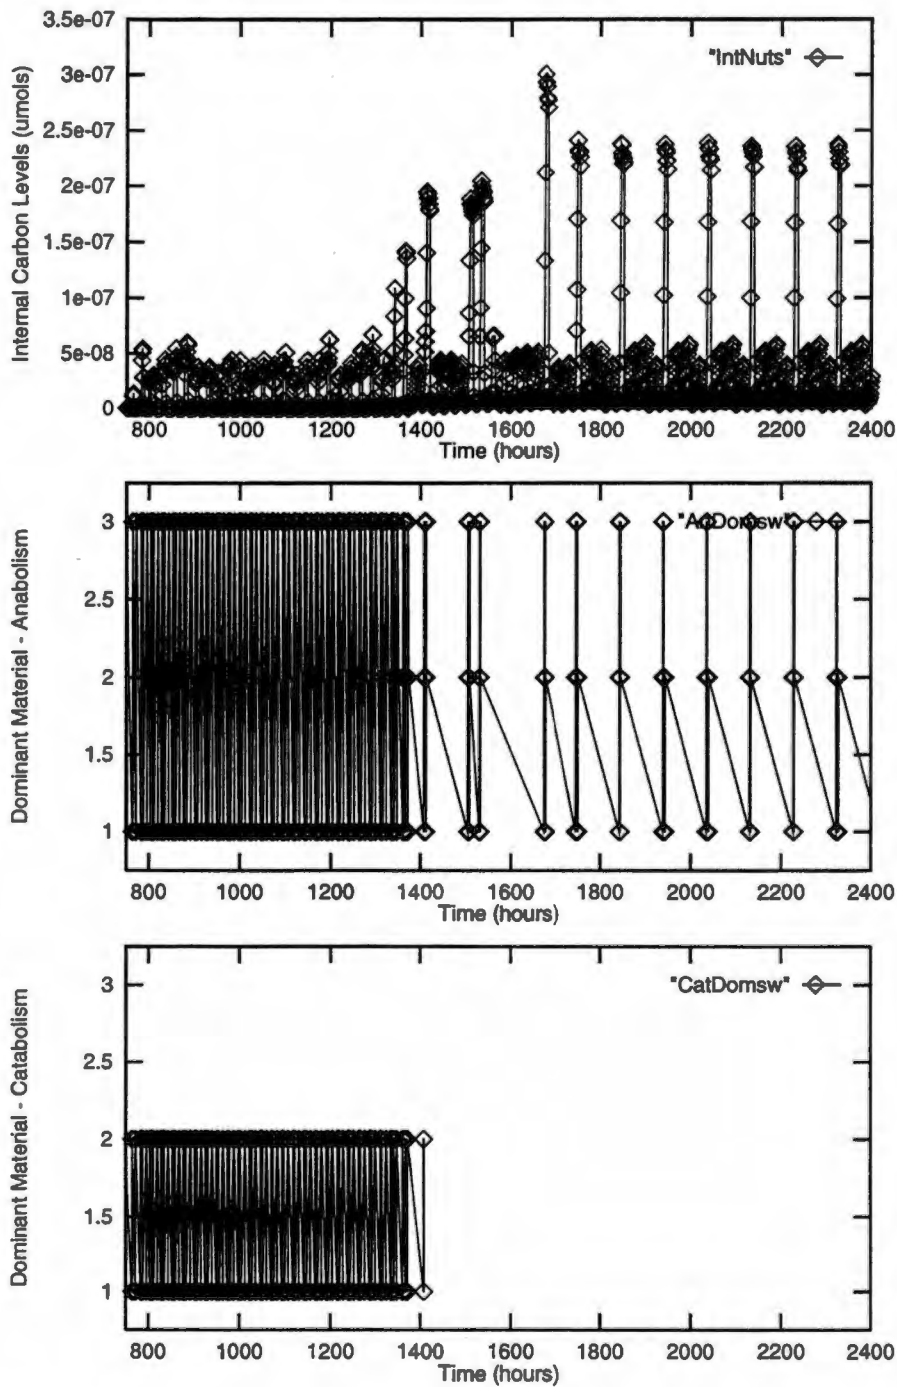 3.5e-07
3e-07
2.5e-07
2e-07
1.5e-07
1e-07
5e-08
0
Internal Carbon Levels (umols)
"IntNuts"
800 1000 1200 1400 1600 1800 2000 2200 2400
Time (hours)
3
2.5
2
1.5
1
Dominant Material - Anabolism
800 1000 1200 1400 1600 1800 2000 2200 2400
Time (hours)
3
2.5
2
1.5
1
Dominant Material - Catabolism
"CatDomsw"
800 1000 1200 1400 1600 1800 2000 2200 2400
Time (hours)